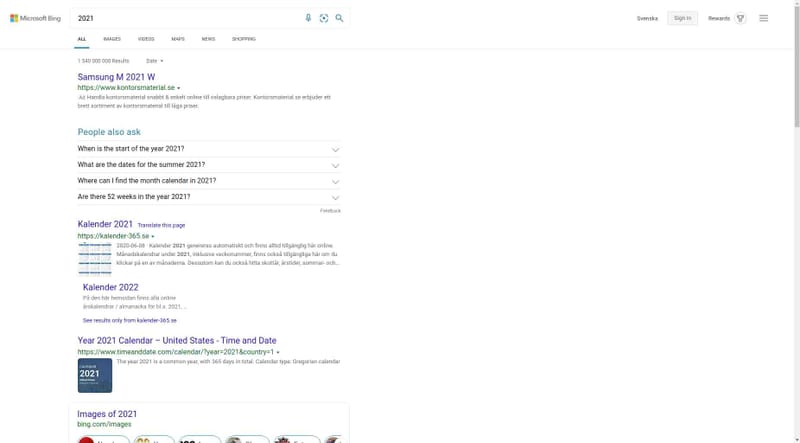 Microsoft Bing
2021
Svenska
Sign in
Rewards
ALL
IMAGES
VIDEOS
MAPS
NEWS
SHOPPING
1 540 000 000 Results
Date
Samsung M 2021 W
https://www.kontorsmaterial.se
Ad Handla kontorsmaterial snabbt & enkelt online till oslagbara priser. Kontorsmaterial.se erbjuder ett
brett sortiment av kontorsmaterial till låga priser.
People also ask
When is the start of the year 2021?
What are the dates for the summer 2021?
Where can I find the month calendar in 2021?
Are there 52 weeks in the year 2021?
Feedback
Kalender 2021 Translate this page
https://kalender-365.se
2020-06-08 · Kalender 2021 genereras automatiskt och finns alltid tillgänglig här online.
Månadskalendrar under 2021, inklusive veckonummer, finns också tillgängliga här om du
klickar på en av månaderna. Dessutom kan du också hitta skottår, årstider, sommar- och...
Kalender 2022
På den här hemsidan finns alla online
årskalendrar / almanacka för bl.a. 2021, ...
See results only from kalender-365.se
Year 2021 Calendar – United States - Time and Date
https://www.timeanddate.com/calendar/?year=2021&country=1
2021
The year 2021 is a common year, with 365 days in total. Calendar type: Gregorian calendar
Images of 2021
bing.com/images